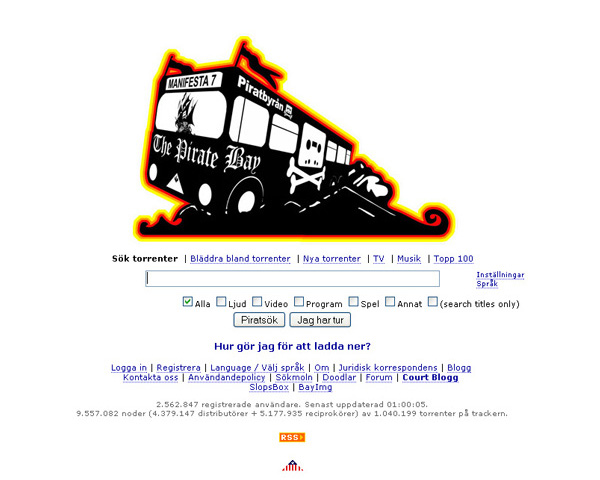 MANIFESTA 7
Piratbyrån
The Pirate Bay
Sök torrenter | Bläddra bland torrenter | Nya torrenter | TV | Musik | Topp 100
Inställningar
Språk
Alla Ljud Video Program Spel Annat (search titles only)
Piratsök Jag har tur
Hur gör jag för att ladda ner?
Logga in | Registrera | Language / Välj språk | Om | Juridisk korrespondens | Blogg
Kontakta oss | Användandepolicy | Sökmoln | Doodlar | Forum | Court Blogg
SlopsBox | BayImg
2.562.847 registrerade användare. Senast uppdaterad 01:00:05.
9.557.082 noder (4.379.147 distributörer + 5.177.935 reciprokörer) av 1.040.199 torrenter på trackern.
RSS